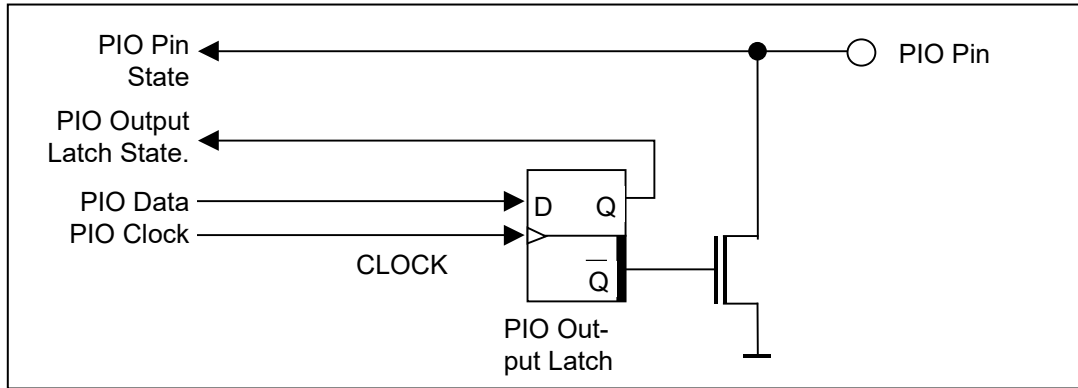 PIO Pin
State
PIO Pin
PIO Output
Latch State.
PIO Data
D Q
PIO Clock
CLOCK
Q
PIO Out-
put Latch